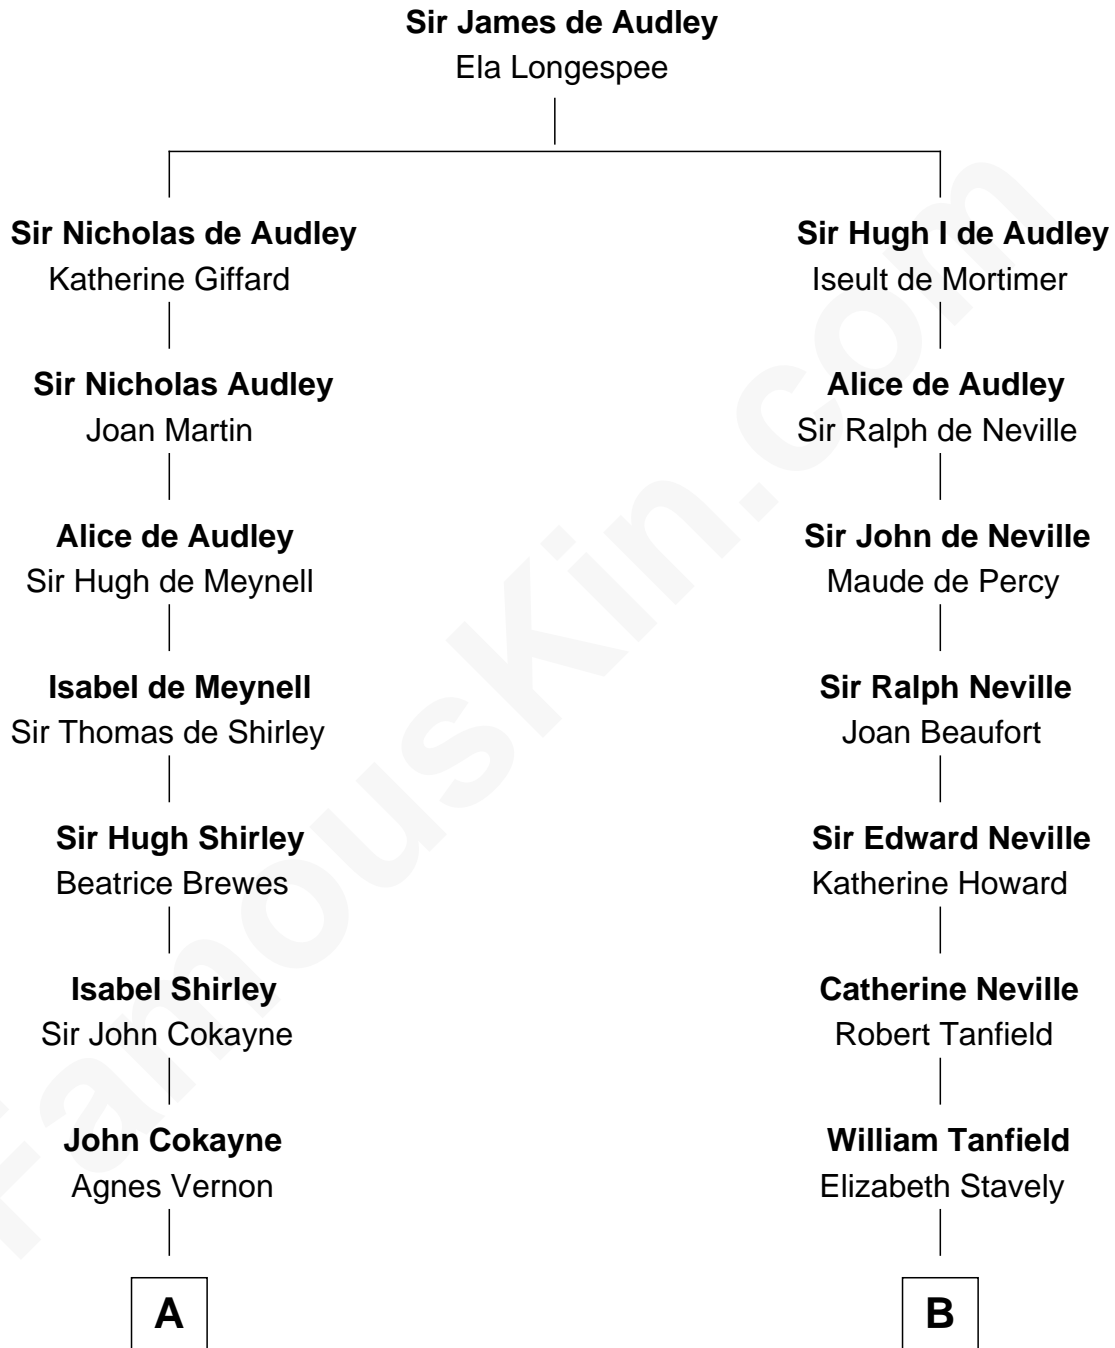 Sir James de Audley
Ela Longespee
Sir Nicholas de Audley
Katherine Giffard
Sir Nicholas Audley
Joan Martin
Alice de Audley
Sir Hugh de Meynell
Isabel de Meynell
Sir Thomas de Shirley
Sir Hugh Shirley
Beatrice Brewes
Isabel Shirley
Sir John Cokayne
John Cokayne
Agnes Vernon
A
Sir Hugh I de Audley
Iseult de Mortimer
Alice de Audley
Sir Ralph de Neville
Sir John de Neville
Maude de Percy
Sir Ralph Neville
Joan Beaufort
Sir Edward Neville
Katherine Howard
Catherine Neville
Robert Tanfield
William Tanfield
Elizabeth Stavely
B
FamousKin.com